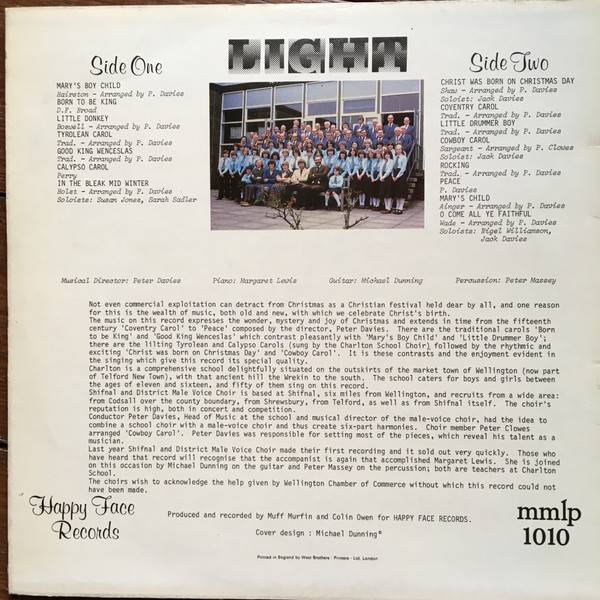 LIGHT
Side One
MARY'S BOY CHILD
Hairston - Arranged by P. Davies
BORN TO BE KING
D.F. Broad
LITTLE DONKEY
Boswell - Arranged by P. Davies
TYROLEAN CAROL
Trad. - Arranged by P. Davies
GOOD KING WENCESLAS
Trad. - Arranged by P. Davies
CALYPSO CAROL
Perry
IN THE BLEAK MID WINTER
Holst - Arranged by P. Davies
Soloists: Susan Jones, Sarah Sadler
Side Two
CHRIST WAS BORN ON CHRISTMAS DAY
Shaw - Arranged by P. Davies
Soloist: Jack Davies
COVENTRY CAROL
Trad. - Arranged by P. Davies
LITTLE DRUMMER BOY
Trad. - Arranged by P. Davies
COWBOY CAROL
Sargeant - Arranged by P. Clowes
Soloist: Jack Davies
ROCKING
Trad. - Arranged by P. Davies
PEACE
P. Davies
MARY'S CHILD
Ainger - Arranged by P. Davies
O COME ALL YE FAITHFUL
Wade - Arranged by P. Davies
Soloists: Nigel Williamson,
Jack Davies
Musical Director: Peter Davies Piano: Margaret Lewis Guitar: Michael Dunning Percussion: Peter Massey
Not even commercial exploitation can detract from Christmas as a Christian festival held dear by all, and one reason
for this is the wealth of music, both old and new, with which we celebrate Christ's birth.
The music on this record expresses the wonder, mystery and joy of Christmas and extends in time from the fifteenth
century 'Coventry Carol' to 'Peace' composed by the director, Peter Davies. There are the traditional carols 'Born
to be King' and 'Good King Wenceslas' which contrast pleasantly with 'Mary's Boy Child' and 'Little Drummer Boy';
there are the lilting Tyrolean and Calypso Carols (sung by the Charlton School Choir) followed by the rhythmic and
exciting 'Christ was born on Christmas Day' and 'Cowboy Carol'. It is these contrasts and the enjoyment evident in
the singing which give this record its special quality.
Charlton is a comprehensive school delightfully situated on the outskirts of the market town of Wellington (now part
of Telford New Town), with that ancient hill the Wrekin to the south. The school caters for boys and girls between
the ages of eleven and sixteen, and fifty of them sing on this record.
Shifnal and District Male Voice Choir is based at Shifnal, six miles from Wellington, and recruits from a wide area:
from Codsall over the county boundary, from Shrewsbury, from Telford, as well as from Shifnal itself. The choir's
reputation is high, both in concert and competition.
Conductor Peter Davies, Head of Music at the school and musical director of the male-voice choir, had the idea to
combine a school choir with a male-voice choir and thus create six-part harmonies. Choir member Peter Clowes
arranged 'Cowboy Carol'. Peter Davies was responsible for setting most of the pieces, which reveal his talent as a
musician.
Last year Shifnal and District Male Voice Choir made their first recording and it sold out very quickly. Those who
have heard that record will recognise that the accompanist is again that accomplished Margaret Lewis. She is joined
on this occasion by Michael Dunning on the guitar and Peter Massey on the percussion; both are teachers at Charlton
School.
The choirs wish to acknowledge the help given by Wellington Chamber of Commerce without which this record could not
have been made.
Happy Face
Records
Produced and recorded by Muff Murfin and Colin Owen for HAPPY FACE RECORDS.
Cover design : Michael Dunning
Printed in England by West Brothers · Printers · Ltd. London
mmlp
1010